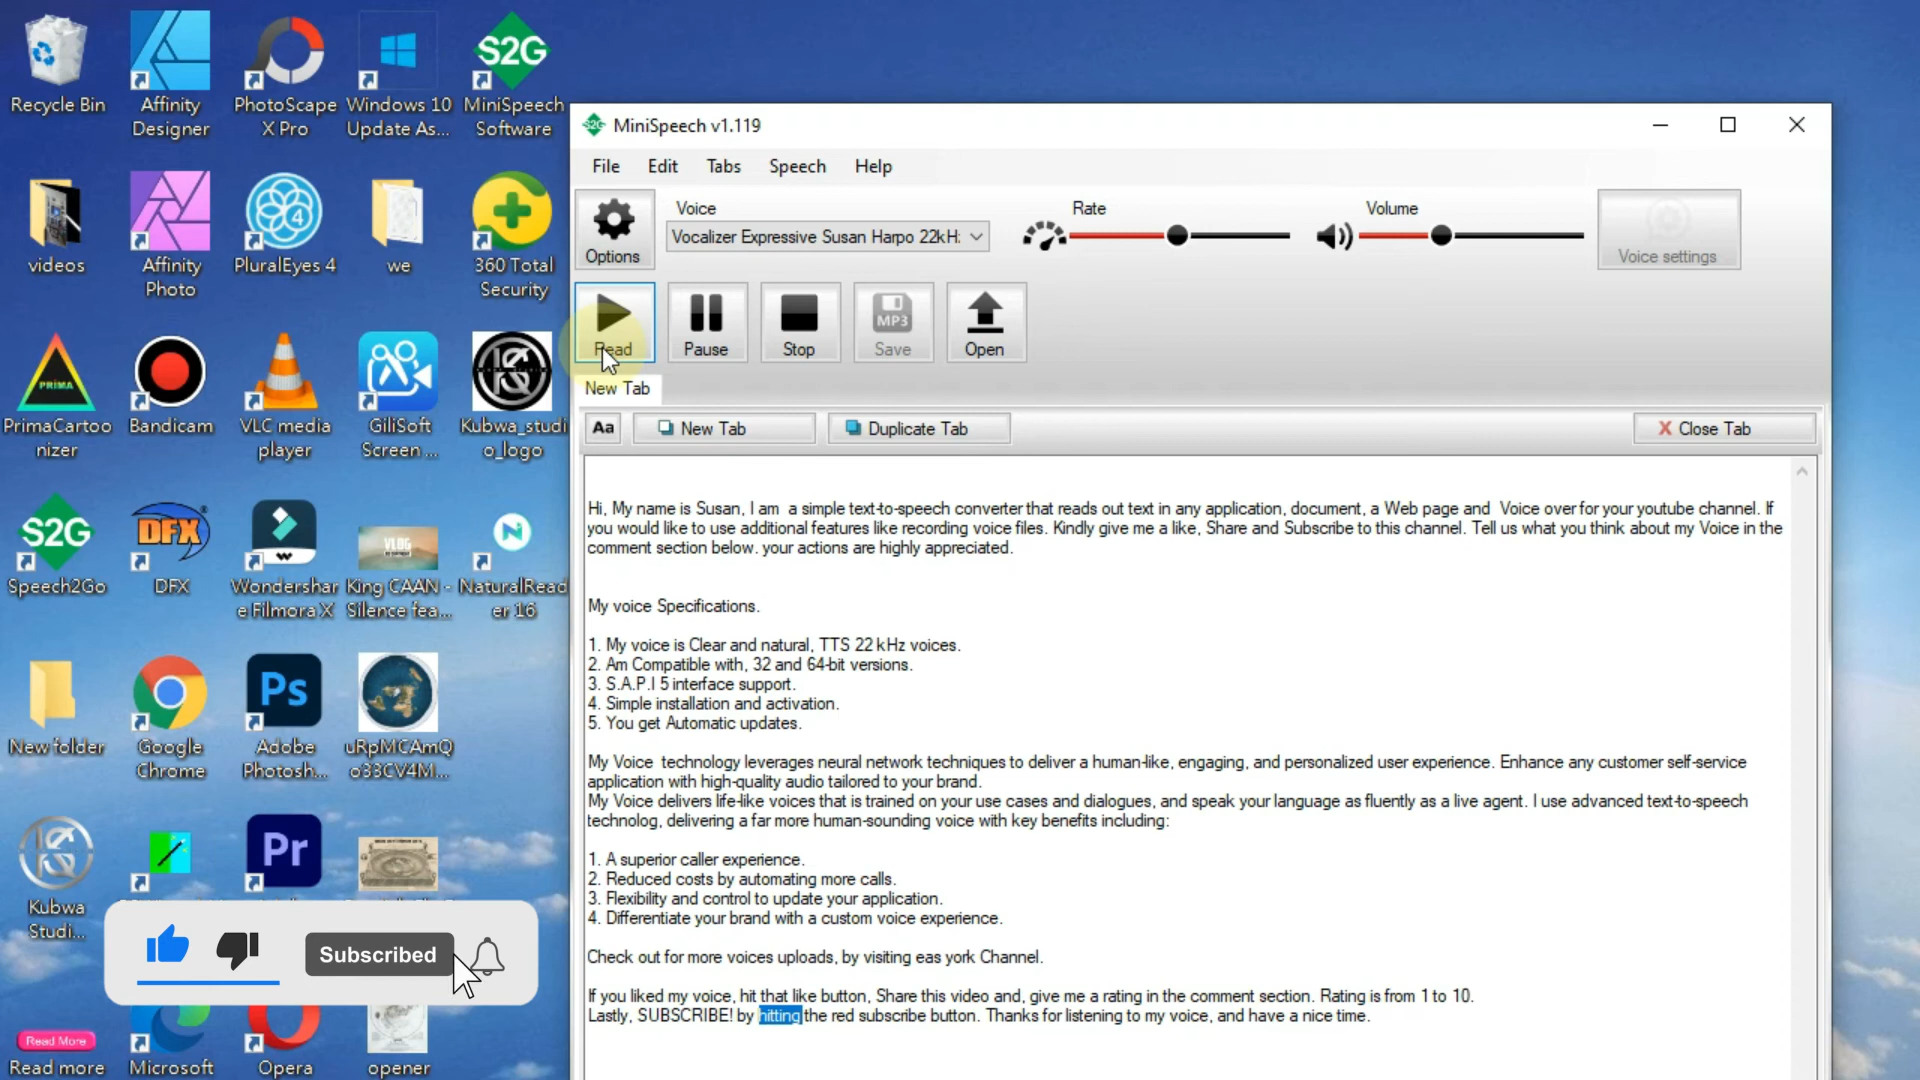 Recycle Bin
Affinity
Designer
PhotoScape
X Pro
Windows 10
Update As...
S2G
MiniSpeech
Software
videos
Affinity
Photo
4
PluralEyes 4
we
360 Total
Security
PRIMA
PrimaCartoo
nizer
Bandicam
VLC media
player
GiliSoft
Screen ...
Kubwa_studi
o_logo
S2G
Speech2Go
DFX
DFX
Wondershar
e Filmora X
VLOG
King CAAN -
Silence fea...
N
NaturalRead
er 16
New folder
Google
Chrome
Ps
Adobe
Photosh...
uRpMCAmQ
o33CV4M...
Kubwa
Studi...
Pr
Subscribed
Read More
Read more
Microsoft
Opera
opener
S2G MiniSpeech v1.119
File Edit Tabs Speech Help
Options
Voice
Vocalizer Expressive Susan Harpo 22kH:
Rate
Volume
Voice settings
Read
Pause
Stop
MP3
Save
Open
New Tab
Aa New Tab Duplicate Tab X Close Tab
Hi, My name is Susan, I am a simple text-to-speech converter that reads out text in any application, document, a Web page and Voice over for your youtube channel. If
you would like to use additional features like recording voice files. Kindly give me a like, Share and Subscribe to this channel. Tell us what you think about my Voice in the
comment section below. your actions are highly appreciated.
My voice Specifications.
1. My voice is Clear and natural, TTS 22 kHz voices.
2. Am Compatible with, 32 and 64-bit versions.
3. S.A.P.I 5 interface support.
4. Simple installation and activation.
5. You get Automatic updates.
My Voice technology leverages neural network techniques to deliver a human-like, engaging, and personalized user experience. Enhance any customer self-service
application with high-quality audio tailored to your brand.
My Voice delivers life-like voices that is trained on your use cases and dialogues, and speak your language as fluently as a live agent. I use advanced text-to-speech
technolog, delivering a far more human-sounding voice with key benefits including:
1. A superior caller experience.
2. Reduced costs by automating more calls.
3. Flexibility and control to update your application.
4. Differentiate your brand with a custom voice experience.
Check out for more voices uploads, by visiting eas york Channel.
If you liked my voice, hit that like button, Share this video and, give me a rating in the comment section. Rating is from 1 to 10.
Lastly, SUBSCRIBE! by hitting the red subscribe button. Thanks for listening to my voice, and have a nice time.